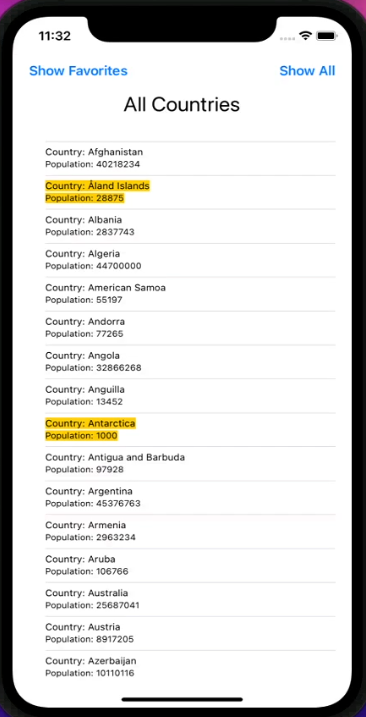 11:32
Show Favorites
Show All
All Countries
Country: Afghanistan
Population: 40218234
Country: Åland Islands
Population: 28875
Country: Albania
Population: 2837743
Country: Algeria
Population: 44700000
Country: American Samoa
Population: 55197
Country: Andorra
Population: 77265
Country: Angola
Population: 32866268
Country: Anguilla
Population: 13452
Country: Antarctica
Population: 1000
Country: Antigua and Barbuda
Population: 97928
Country: Argentina
Population: 45376763
Country: Armenia
Population: 2963234
Country: Aruba
Population: 106766
Country: Australia
Population: 25687041
Country: Austria
Population: 8917205
Country: Azerbaijan
Population: 10110116